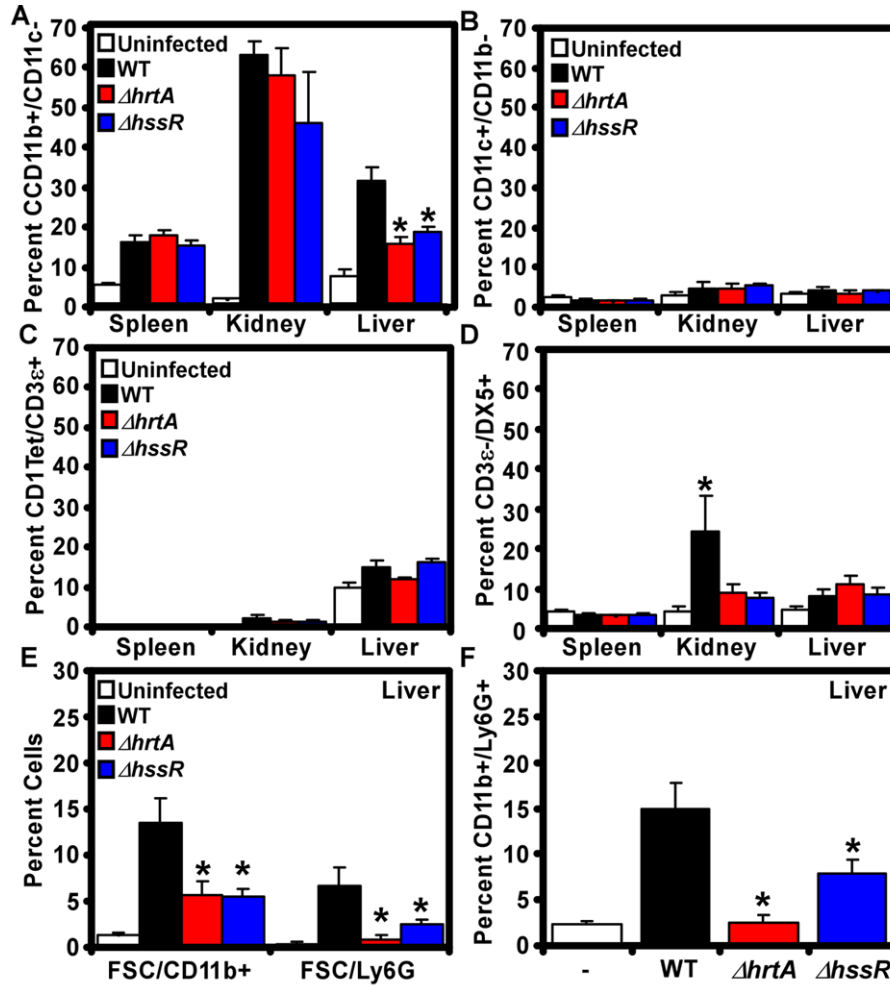 A
Percent CCD11b+/CD11c-
70
60
50
40
30
20
10
0
Uninfected
WT
ΔhrtA
ΔhssR
* *
Spleen Kidney Liver
B
Percent CD11c+/CD11b-
70
60
50
40
30
20
10
0
Uninfected
WT
ΔhrtA
ΔhssR
Spleen Kidney Liver
C
Percent CD1Tet/CD3ε+
70
60
50
40
30
20
10
0
Uninfected
WT
ΔhrtA
ΔhssR
Spleen Kidney Liver
D
Percent CD3ε-/DX5+
70
60
50
40
30
20
10
0
*
Spleen Kidney Liver
E
Percent Cells
30
25
20
15
10
5
0
Uninfected
WT
ΔhrtA
ΔhssR
Liver
* * * *
FSC/CD11b+ FSC/Ly6G
F
Percent CD11b+/Ly6G+
30
25
20
15
10
5
0
Liver
* *
- WT ΔhrtA ΔhssR